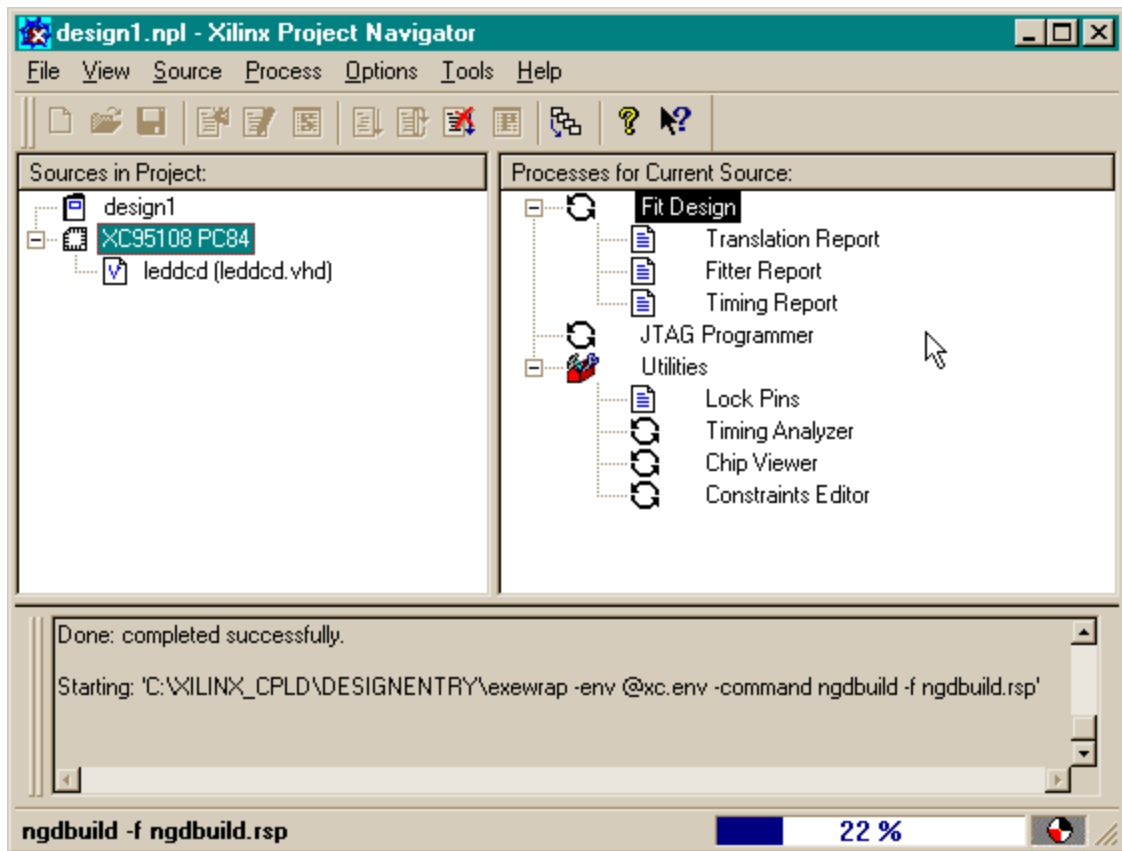 design1.npl - Xilinx Project Navigator
File View Source Process Options Tools Help
Sources in Project:
design1
XC95108 PC84
leddcd (leddcd.vhd)
Processes for Current Source:
Fit Design
Translation Report
Fitter Report
Timing Report
JTAG Programmer
Utilities
Lock Pins
Timing Analyzer
Chip Viewer
Constraints Editor
Done: completed successfully.
Starting: 'C:\XILINX_CPLD\DESIGNENTRY\exewrap -env @xc.env -command ngdbuild -f ngdbuild.rsp'
ngdbuild -f ngdbuild.rsp 22 %